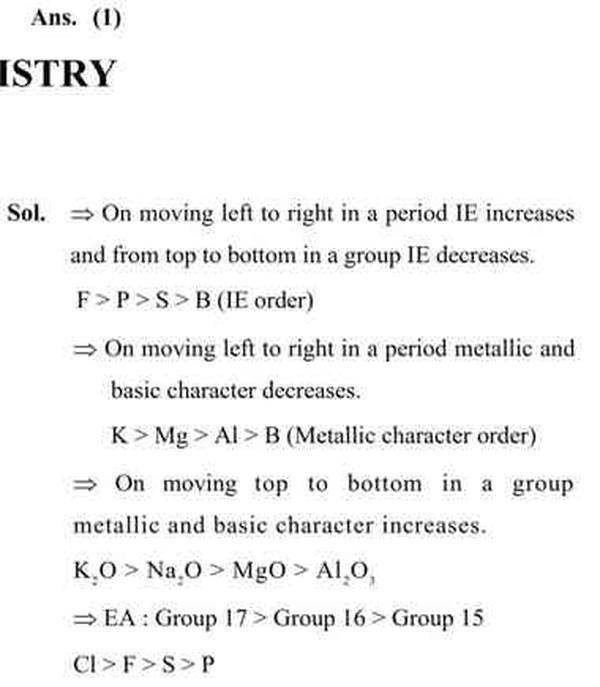 Ans. (1)
ISTRY
Sol. ⇒ On moving left to right in a period IE increases
and from top to bottom in a group IE decreases.
F > P > S > B (IE order)
⇒ On moving left to right in a period metallic and
basic character decreases.
K > Mg > Al > B (Metallic character order)
⇒ On moving top to bottom in a group
metallic and basic character increases.
K₂O > Na₂O > MgO > Al₂O₃
⇒ EA : Group 17 > Group 16 > Group 15
Cl > F > S > P